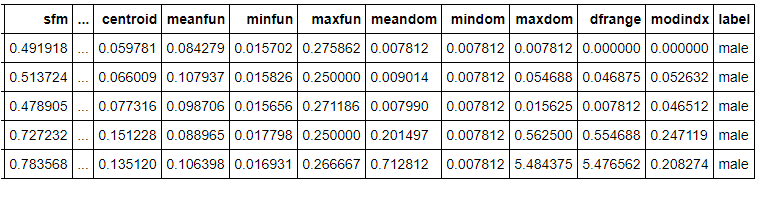 sfm ... centroid meanfun minfun maxfun meandom mindom maxdom dfrange modindx label
0.491918 ... 0.059781 0.084279 0.015702 0.275862 0.007812 0.007812 0.007812 0.000000 0.000000 male
0.513724 ... 0.066009 0.107937 0.015826 0.250000 0.009014 0.007812 0.054688 0.046875 0.052632 male
0.478905 ... 0.077316 0.098706 0.015656 0.271186 0.007990 0.007812 0.015625 0.007812 0.046512 male
0.727232 ... 0.151228 0.088965 0.017798 0.250000 0.201497 0.007812 0.562500 0.554688 0.247119 male
0.783568 ... 0.135120 0.106398 0.016931 0.266667 0.712812 0.007812 5.484375 5.476562 0.208274 male